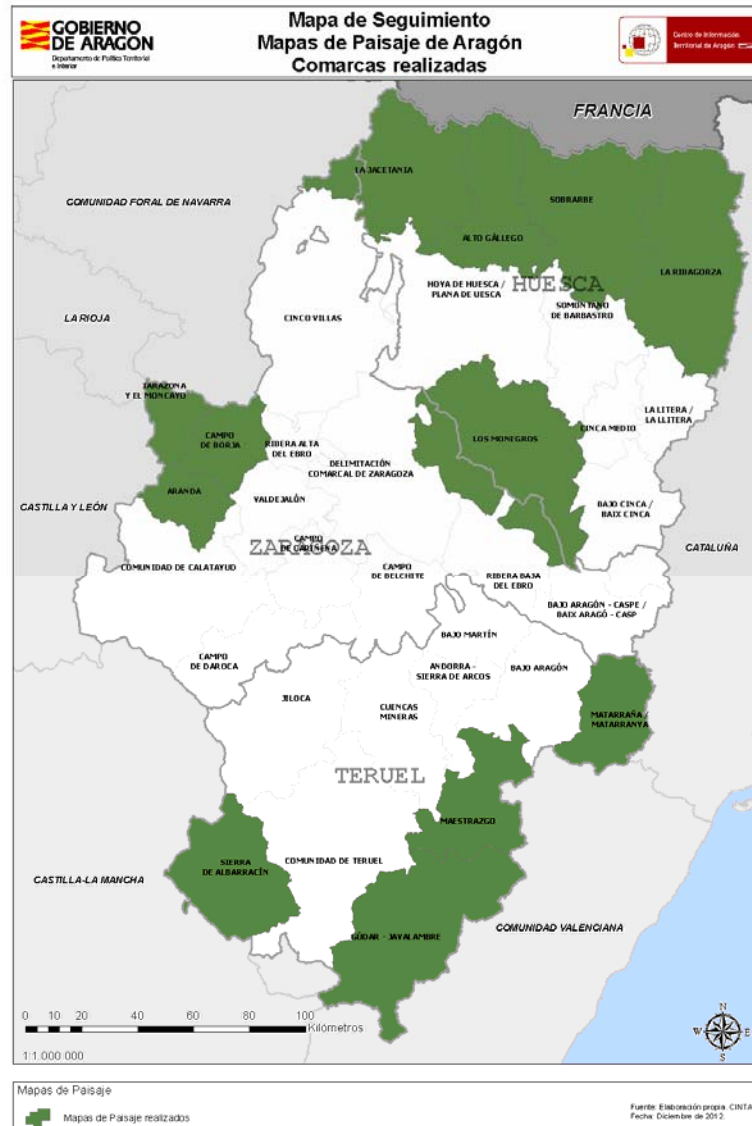 GOBIERNO
DE ARAGON
Departamento de Política Territorial
e Interior
Mapa de Seguimiento
Mapas de Paisaje de Aragón
Comarcas realizadas
Centro de Información
Territorial de Aragón
FRANCIA
LA JACETANIA
COMUNIDAD FORAL DE NAVARRA
SOBRARBE
ALTO GÁLLEGO
LA RIBAGORZA
HOYA DE HUESCA /
PLANA DE UESCA
HUESCA
SOMONTANO
DE BARBASTRO
CINCO VILLAS
LA RIOJA
TARAZONA
Y EL MONCAYO
LA LITERA /
LA LLITERA
CAMPO
DE BORJA
RIBERA ALTA
DEL EBRO
LOS MONEGROS
CINCA MEDIO
DELIMITACIÓN
COMARCAL DE ZARAGOZA
ARANDA
VALDEJALÓN
CASTILLA Y LEÓN
BAJO CINCA /
BAIX CINCA
CAMPO
DE CARIÑENA
ZARAGOZA
CATALUÑA
COMUNIDAD DE CALATAYUD
CAMPO
DE BELCHITE
RIBERA BAJA
DEL EBRO
BAJO ARAGÓN - CASPE /
BAIX ARAGÓ - CASP
BAJO MARTÍN
CAMPO
DE DAROCA
ANDORRA -
SIERRA DE ARCOS
BAJO ARAGÓN
JILOCA
CUENCAS
MINERAS
MATARRAÑA /
MATARRANYA
TERUEL
MAESTRAZGO
SIERRA
DE ALBARRACÍN
COMUNIDAD DE TERUEL
CASTILLA-LA MANCHA
COMUNIDAD VALENCIANA
GÚDAR - JAVALAMBRE
0 10 20 40 60 80 100
Kilómetros
1:1.000.000
N
W E
S
Mapas de Paisaje
Mapas de Paisaje realizados
Fuente: Elaboración propia. CINTA
Fecha: Diciembre de 2012.